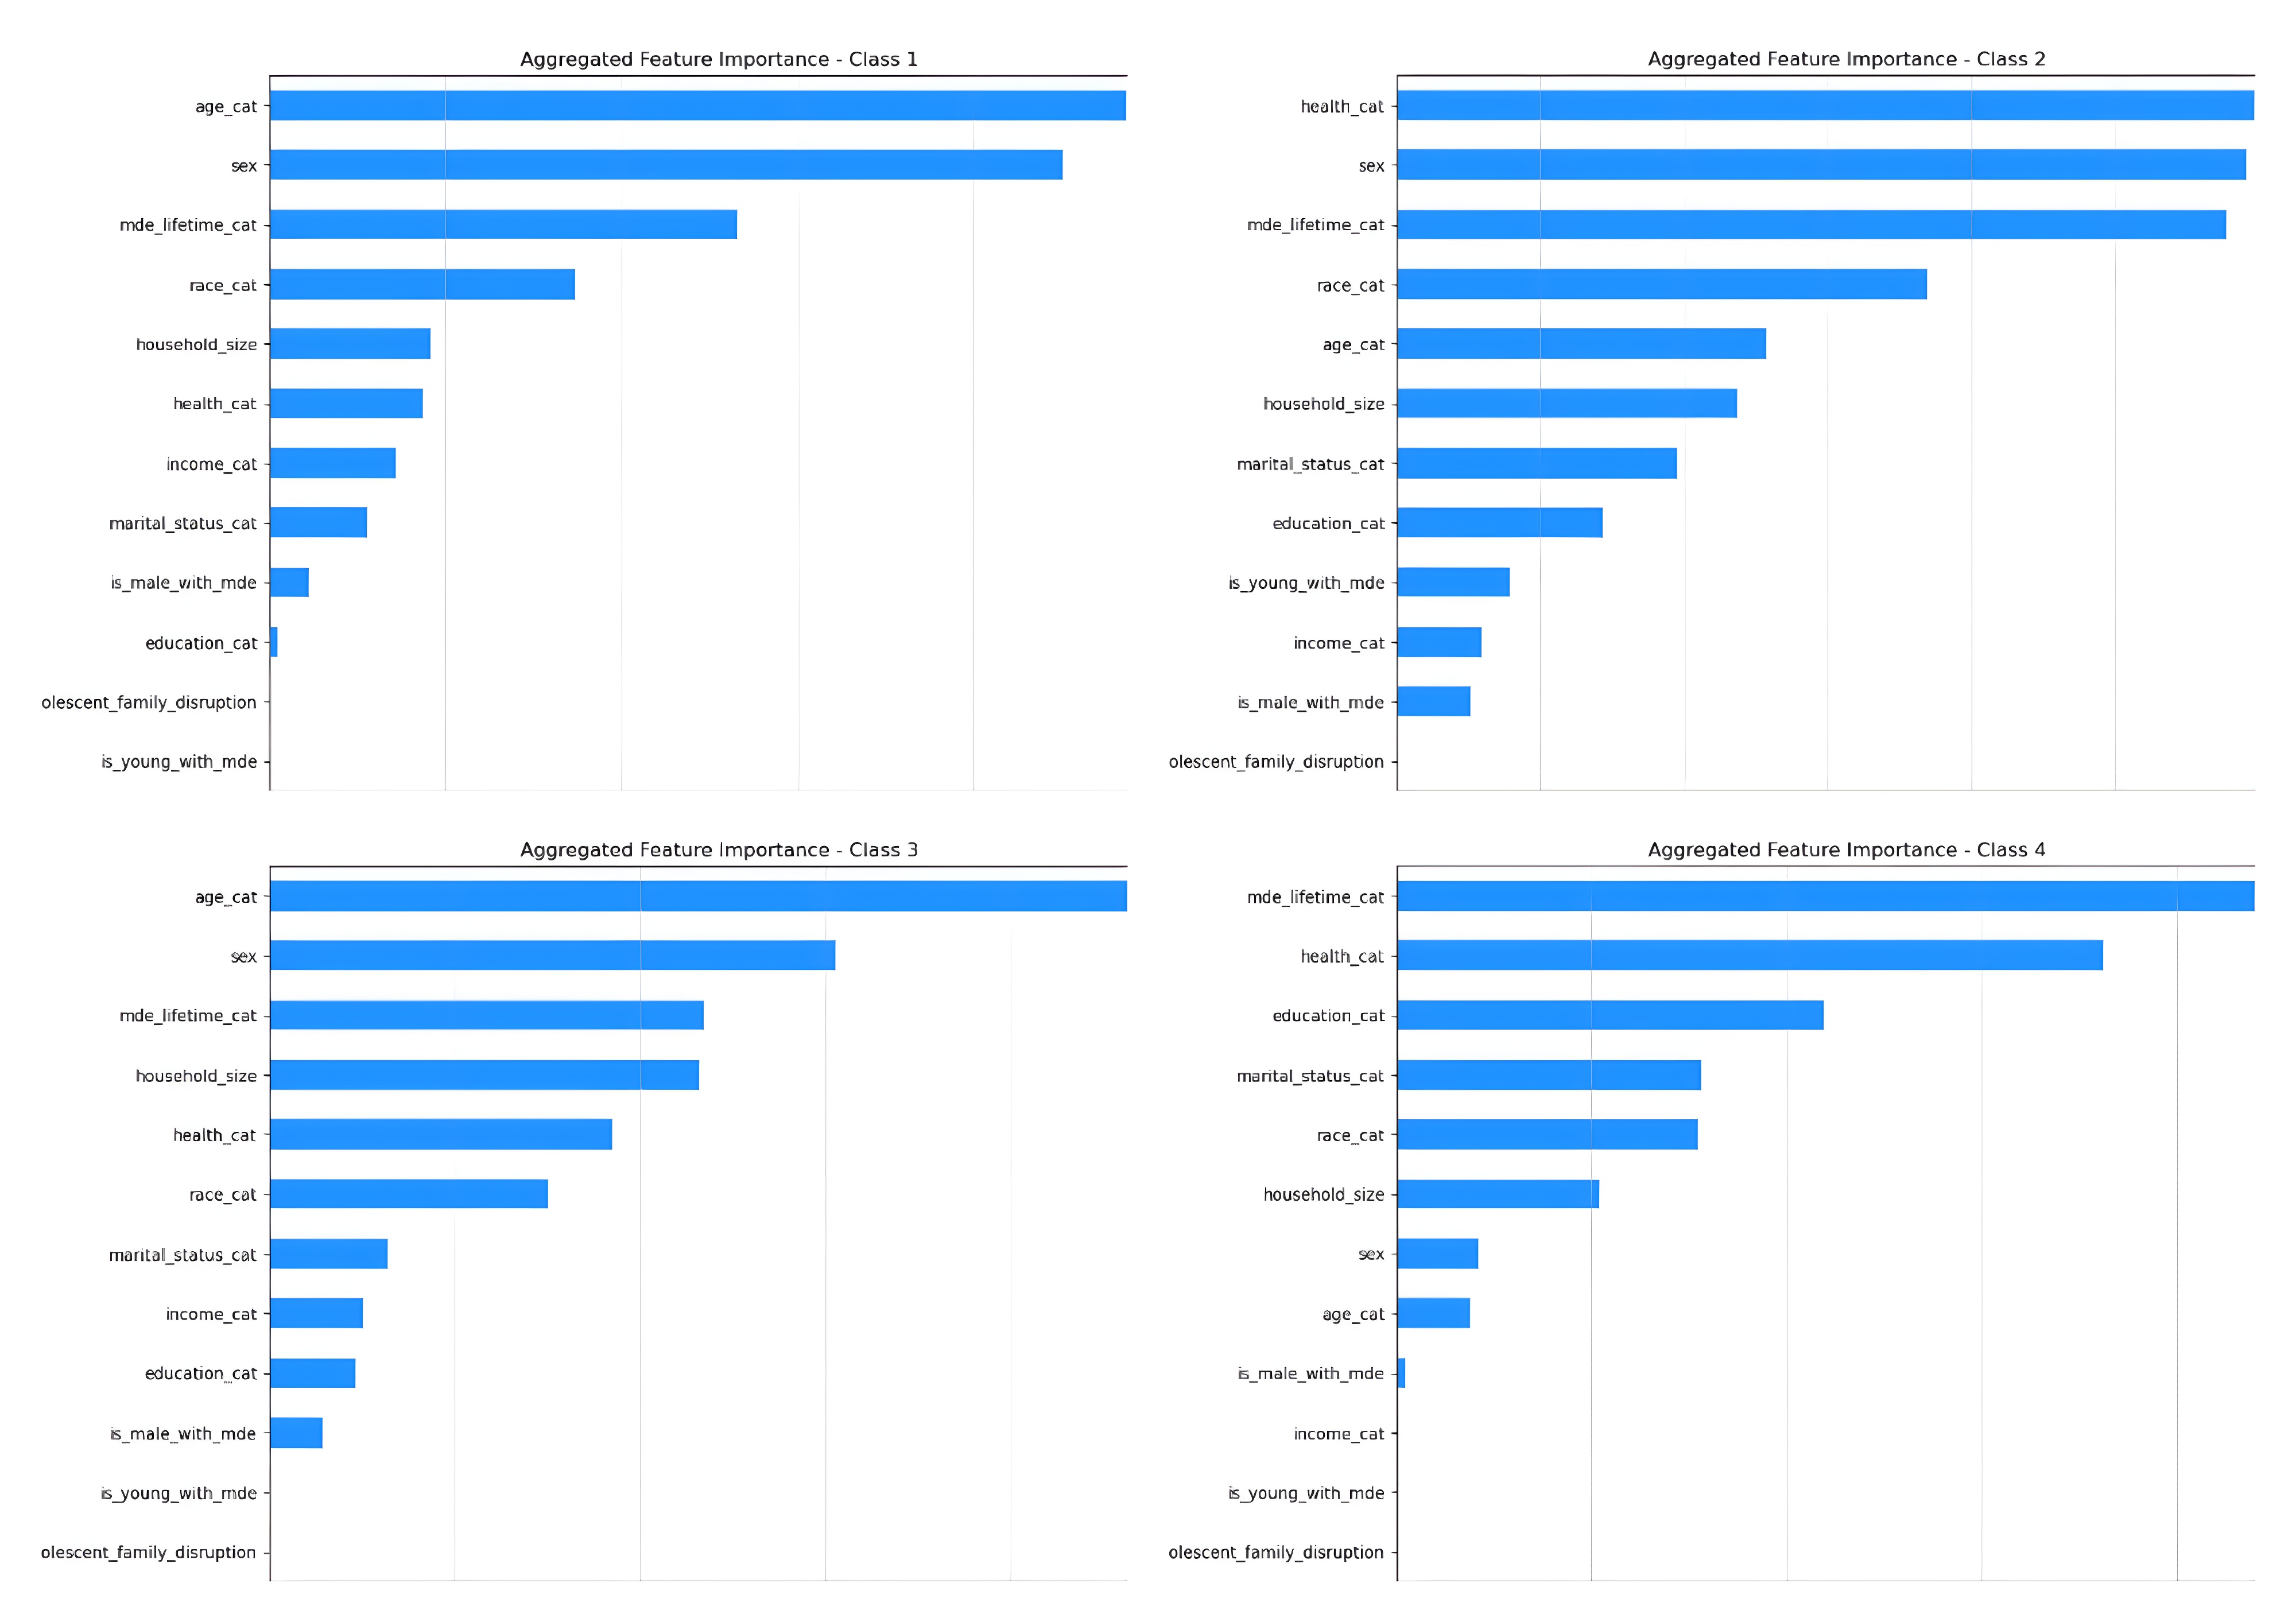 Aggregated Feature Importance - Class 1
age_cat
sex
mde_lifetime_cat
race_cat
household_size
health_cat
income_cat
marital_status_cat
is_male_with_mde
education_cat
olescent_family_disruption
is_young_with_mde
Aggregated Feature Importance - Class 2
health_cat
sex
mde_lifetime_cat
race_cat
age_cat
household_size
marital_status_cat
education_cat
is_young_with_mde
income_cat
is_male_with_mde
olescent_family_disruption
Aggregated Feature Importance - Class 3
age_cat
sex
mde_lifetime_cat
household_size
health_cat
race_cat
marital_status_cat
income_cat
education_cat
is_male_with_mde
is_young_with_mde
olescent_family_disruption
Aggregated Feature Importance - Class 4
mde_lifetime_cat
health_cat
education_cat
marital_status_cat
race_cat
household_size
sex
age_cat
is_male_with_mde
income_cat
is_young_with_mde
olescent_family_disruption